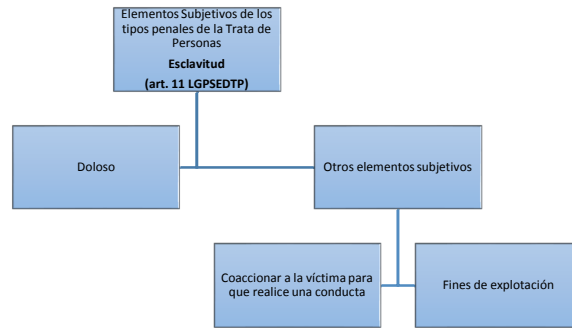 Elementos Subjetivos de los
tipos penales de la Trata de
Personas
Esclavitud
(art. 11 LGPSEDTP)
Doloso
Otros elementos subjetivos
Coaccionar a la víctima para
que realice una conducta
Fines de explotación